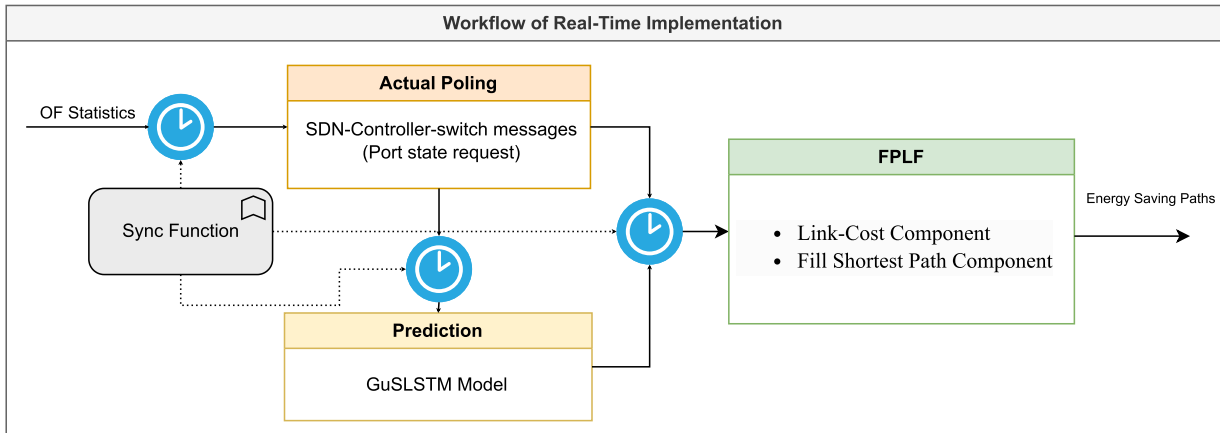 Workflow of Real-Time Implementation
OF Statistics
Actual Poling
SDN-Controller-switch messages
(Port state request)
Sync Function
Prediction
GuSLSTM Model
FPLF
• Link-Cost Component
• Fill Shortest Path Component
Energy Saving Paths